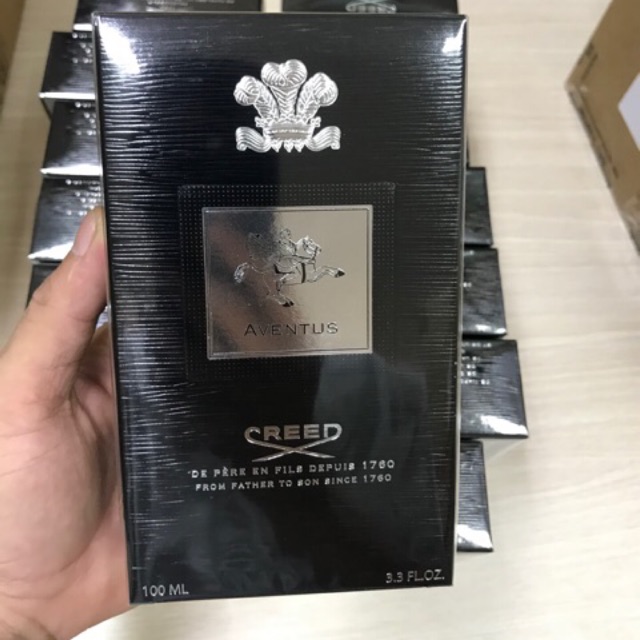 AVENTUS
CREED
DE PÈRE EN FILS DEPUIS 1760
FROM FATHER TO SON SINCE 1760
100 ML
3.3 FL.OZ.